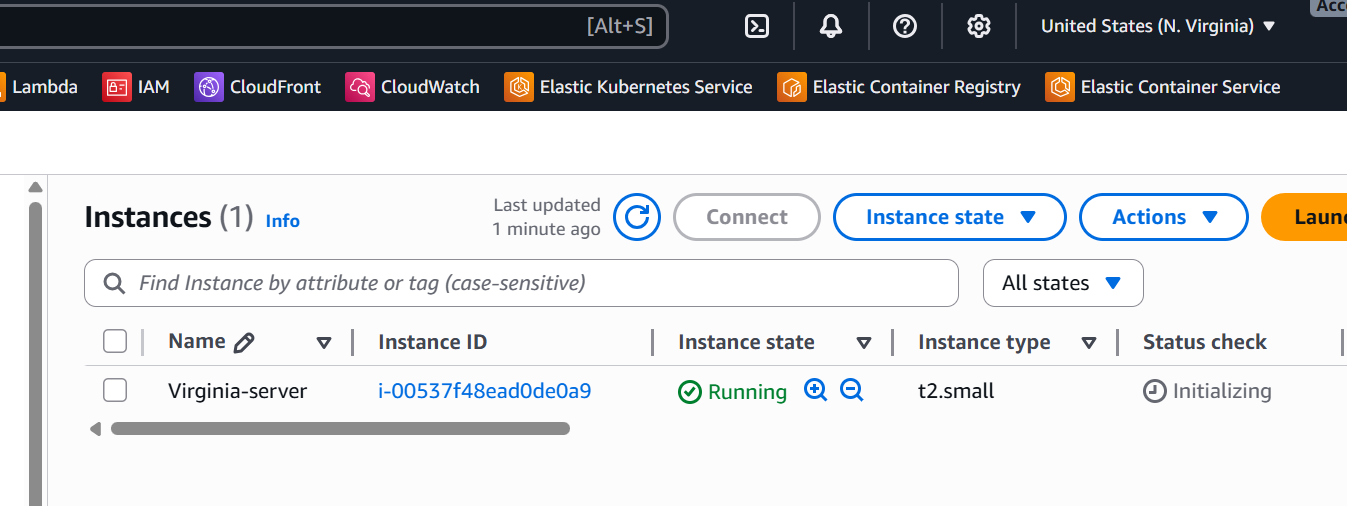 Acc
[Alt+S]
United States (N. Virginia)
Lambda IAM CloudFront CloudWatch Elastic Kubernetes Service Elastic Container Registry Elastic Container Service
Instances (1) Info
Last updated
1 minute ago
Connect Instance state Actions Laun
Find Instance by attribute or tag (case-sensitive) All states
Name Instance ID Instance state Instance type Status check
Virginia-server i-00537f48ead0de0a9 Running t2.small Initializing